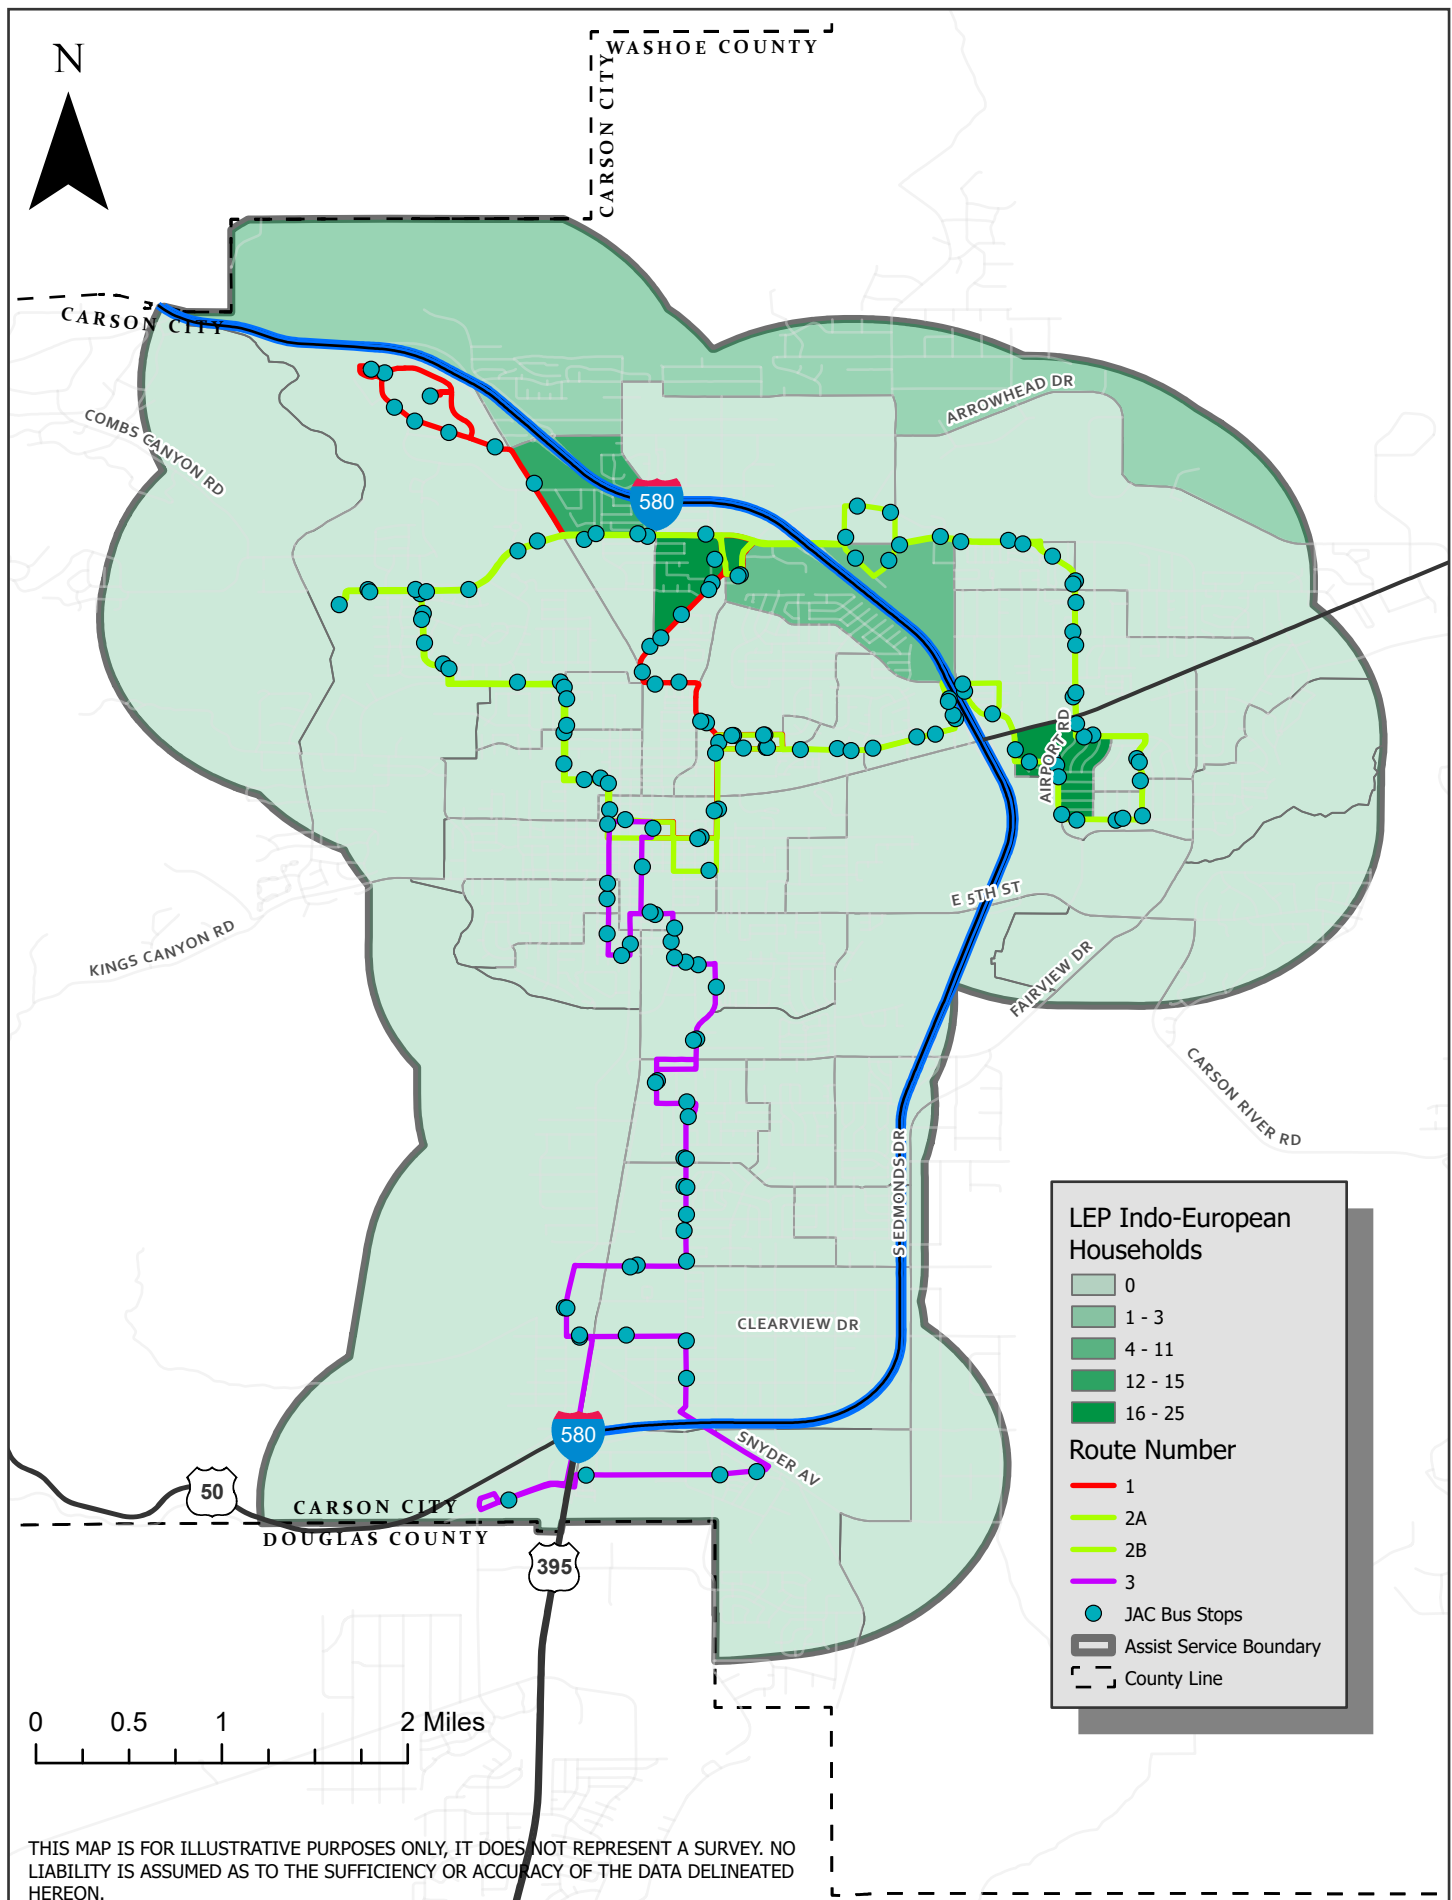 WASHOE COUNTY
CARSON CITY
N
CARSON CITY
COMBS CANYON RD
ARROWHEAD DR
580
AIRPORT RD
E 5TH ST
KINGS CANYON RD
FAIRVIEW DR
CARSON RIVER RD
S EDMONDS DR
CLEARVIEW DR
580
SNYDER AV
50
CARSON CITY
DOUGLAS COUNTY
395
LEP Indo-European
Households
0
1 - 3
4 - 11
12 - 15
16 - 25
Route Number
1
2A
2B
3
JAC Bus Stops
Assist Service Boundary
County Line
0 0.5 1 2 Miles
THIS MAP IS FOR ILLUSTRATIVE PURPOSES ONLY, IT DOES NOT REPRESENT A SURVEY. NO
LIABILITY IS ASSUMED AS TO THE SUFFICIENCY OR ACCURACY OF THE DATA DELINEATED
HEREON.